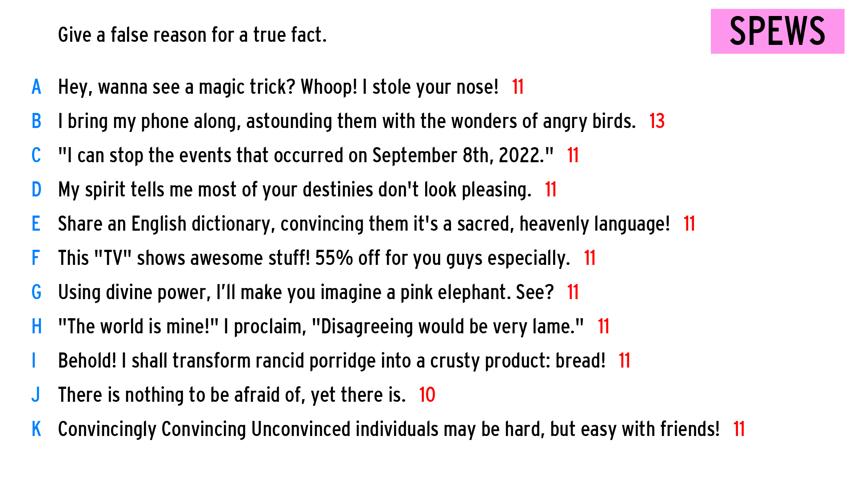 SPEWS
Give a false reason for a true fact.
A Hey, wanna see a magic trick? Whoop! I stole your nose! 11
B I bring my phone along, astounding them with the wonders of angry birds. 13
C "I can stop the events that occurred on September 8th, 2022." 11
D My spirit tells me most of your destinies don't look pleasing. 11
E Share an English dictionary, convincing them it's a sacred, heavenly language! 11
F This "TV" shows awesome stuff! 55% off for you guys especially. 11
G Using divine power, I’ll make you imagine a pink elephant. See? 11
H "The world is mine!" I proclaim, "Disagreeing would be very lame." 11
I Behold! I shall transform rancid porridge into a crusty product: bread! 11
J There is nothing to be afraid of, yet there is. 10
K Convincingly Convincing Unconvinced individuals may be hard, but easy with friends! 11